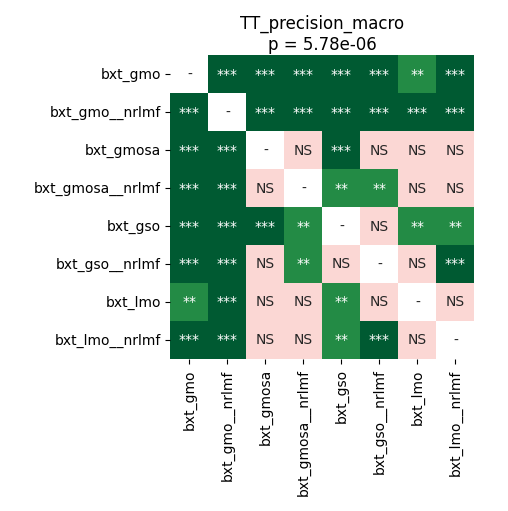 TT_precision_macro
p = 5.78e-06
bxt_gmo - *** *** *** *** *** ** ***
bxt_gmo__nrlmf *** - *** *** *** *** *** ***
bxt_gmosa *** *** - NS *** NS NS NS
bxt_gmosa__nrlmf *** *** NS - ** ** NS NS
bxt_gso *** *** *** ** - NS ** **
bxt_gso__nrlmf *** *** NS ** NS - NS ***
bxt_lmo ** *** NS NS ** NS - NS
bxt_lmo__nrlmf *** *** NS NS ** *** NS -
bxt_gmo
bxt_gmo__nrlmf
bxt_gmosa
bxt_gmosa__nrlmf
bxt_gso
bxt_gso__nrlmf
bxt_lmo
bxt_lmo__nrlmf